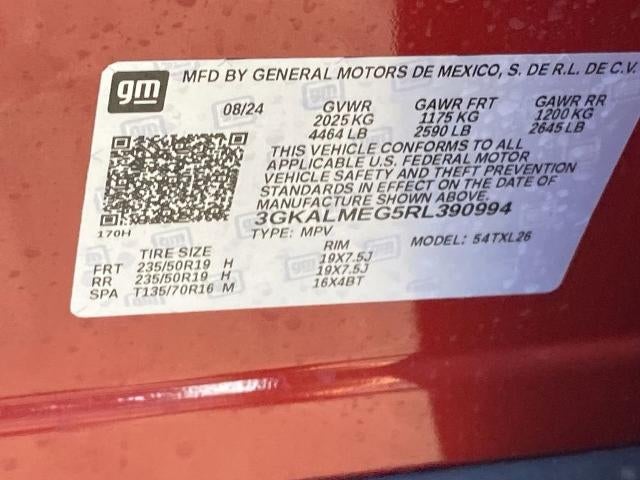 gm
MFD BY GENERAL MOTORS DE MEXICO, S. DE R.L. DE C.V.
08/24 GVWR GAWR FRT GAWR RR
2025 KG 1175 KG 1200 KG
4464 LB 2590 LB 2645 LB
THIS VEHICLE CONFORMS TO ALL
APPLICABLE U.S. FEDERAL MOTOR
VEHICLE SAFETY AND THEFT PREVENTION
STANDARDS IN EFFECT ON THE DATE OF
MANUFACTURE SHOWN ABOVE.
3GKALMEG5RL390994
170H
TYPE: MPV MODEL: 54TXL26
TIRE SIZE RIM
FRT 235/50R19 H 19X7.5J
RR 235/50R19 H 19X7.5J
SPA T135/70R16 M 16X4BT